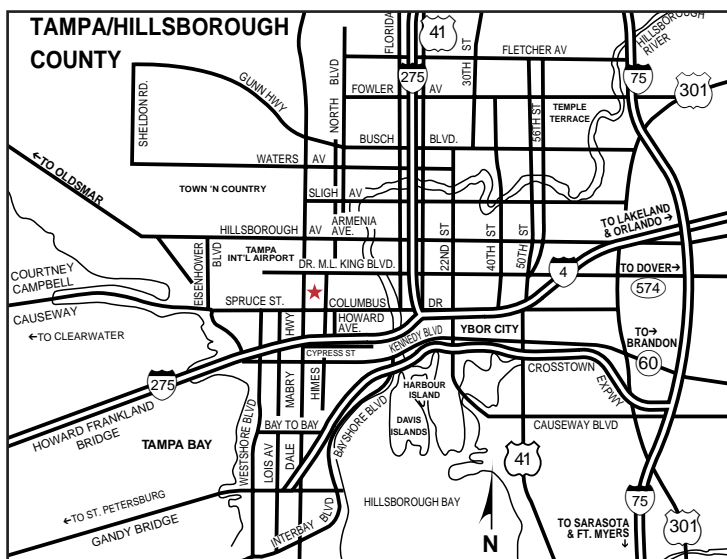 TAMPA/HILLSBOROUGH
COUNTY
FLORIDA
41
30TH ST
FLETCHER AV
HILLSBOROUGH
RIVER
SHELDON RD.
GUNN HWY
NORTH BLVD
275
FOWLER AV
56TH ST
75
301
TEMPLE
TERRACE
BUSCH BLVD.
←TO OLDSMAR
WATERS AV
TOWN 'N COUNTRY
SLIGH AV
ARMENIA
AVE.
HILLSBOROUGH AV
22ND ST
40TH ST
50TH ST
TO LAKELAND
& ORLANDO→
EISENHOWER BLVD
TAMPA
INT'L AIRPORT
DR. M.L. KING BLVD.
4
TO DOVER→
574
COURTNEY
CAMPBELL
CAUSEWAY
SPRUCE ST.
COLUMBUS DR
←TO CLEARWATER
HOWARD
AVE.
KENNEDY BLVD
YBOR CITY
TO→
BRANDON
60
CYPRESS ST
CROSSTOWN EXPWY
275
HOWARD FRANKLAND
BRIDGE
DALE MABRY HWY
HIMES
HARBOUR
ISLAND
DAVIS
ISLANDS
BAY TO BAY
BAYSHORE BLVD
CAUSEWAY BLVD
TAMPA BAY
WESTSHORE BLVD
LOIS AV
41
75
301
←TO ST. PETERSBURG
GANDY BRIDGE
INTERBAY BLVD
HILLSBOROUGH BAY
N
TO SARASOTA
& FT. MYERS→